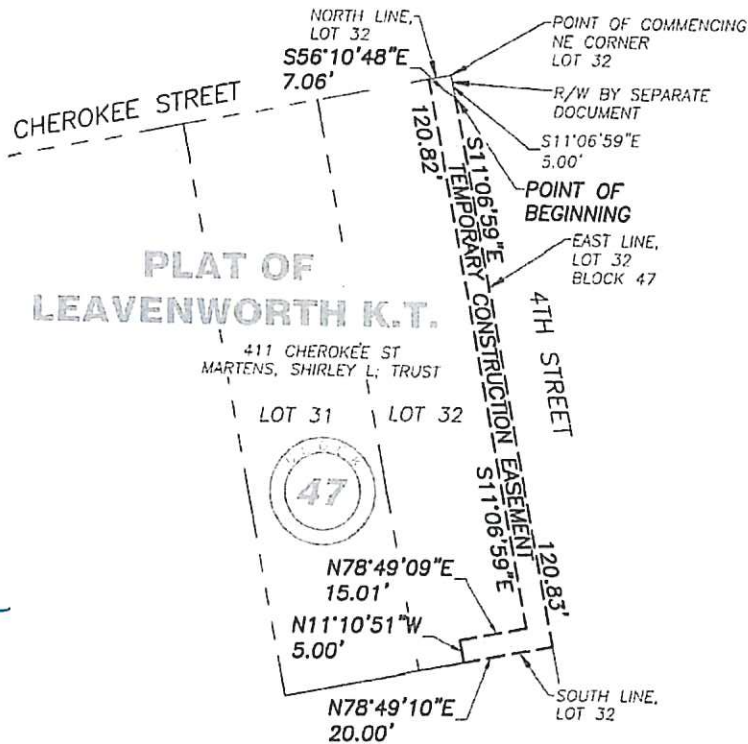 NORTH LINE,
LOT 32
S56°10'48"E
7.06'
POINT OF COMMENCING
NE CORNER
LOT 32
R/W BY SEPARATE
DOCUMENT
S11°06'59"E
5.00'
POINT OF
BEGINNING
CHEROKEE STREET
120.82'
S11°06'59"E
TEMPORARY CONSTRUCTION EASEMENT
EAST LINE,
LOT 32
BLOCK 47
4TH STREET
PLAT OF
LEAVENWORTH K.T.
411 CHEROKEE ST
MARTENS, SHIRLEY L; TRUST
LOT 31
LOT 32
BLOCK
47
S11°06'59"E
120.83'
N78°49'09"E
15.01'
N11°10'51"W
5.00'
N78°49'10"E
20.00'
SOUTH LINE,
LOT 32